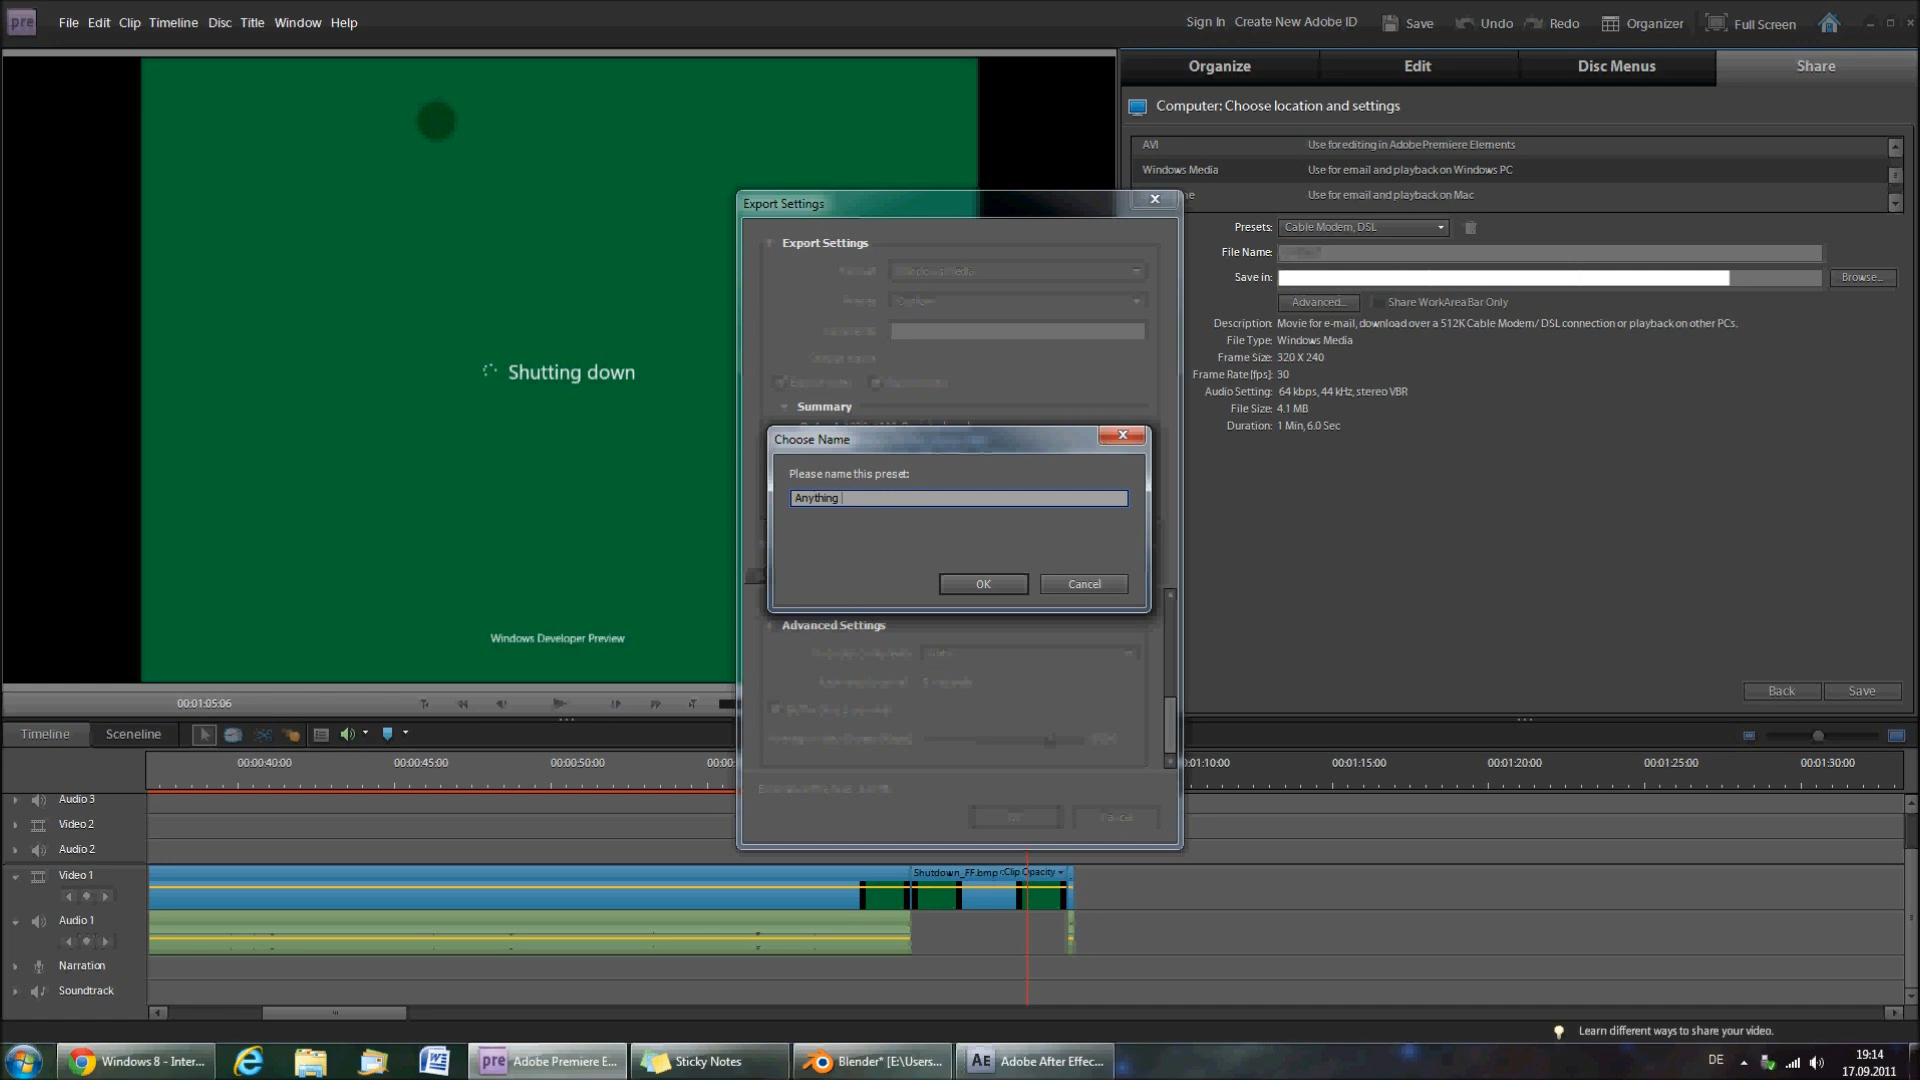 pre File Edit Clip Timeline Disc Title Window Help
Sign In Create New Adobe ID Save Undo Redo Organizer Full Screen
Organize Edit Disc Menus Share
Computer: Choose location and settings
AVI Use for editing in Adobe Premiere Elements
Windows Media Use for email and playback on Windows PC
Use for email and playback on Mac
Export Settings
Presets: Cable Modem, DSL
File Name:
Save in: Browse...
Advanced... Share WorkArea Bar Only
Description: Movie for e-mail, download over a 512K Cable Modem/ DSL connection or playback on other PCs.
File Type: Windows Media
Frame Size: 320 X 240
Frame Rate[fps]: 30
Audio Setting: 64 kbps, 44 kHz, stereo VBR
File Size: 4.1 MB
Duration: 1 Min, 6.0 Sec
Back Save
Export Settings
Summary
Choose Name
Please name this preset:
Anything
OK Cancel
Advanced Settings
Shutting down
Windows Developer Preview
00:01:05:06
Timeline Sceneline
00:00:40:00 00:00:45:00 00:00:50:00 01:10:00 00:01:15:00 00:01:20:00 00:01:25:00 00:01:30:00
Audio 3
Video 2
Audio 2
Video 1 Shutdown_FF.bmp :Clip Opacity
Audio 1
Narration
Soundtrack
Learn different ways to share your video.
Windows 8 - Inter... pre Adobe Premiere E... Sticky Notes Blender* [E:\Users... AE Adobe After Effec...
DE 19:14
17.09.2011